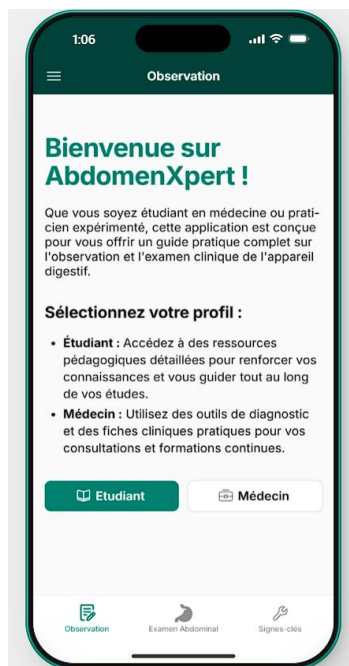 1:06
Observation
Bienvenue sur
AbdomenXpert !
Que vous soyez étudiant en médecine ou prati-
cien expérimenté, cette application est conçue
pour vous offrir un guide pratique complet sur
l'observation et l'examen clinique de l'appareil
digestif.
Sélectionnez votre profil :
• Étudiant : Accédez à des ressources
pédagogiques détaillées pour renforcer vos
connaissances et vous guider tout au long
de vos études.
• Médecin : Utilisez des outils de diagnostic
et des fiches cliniques pratiques pour vos
consultations et formations continues.
Etudiant Médecin
Observation Examen Abdominal Signes-clés